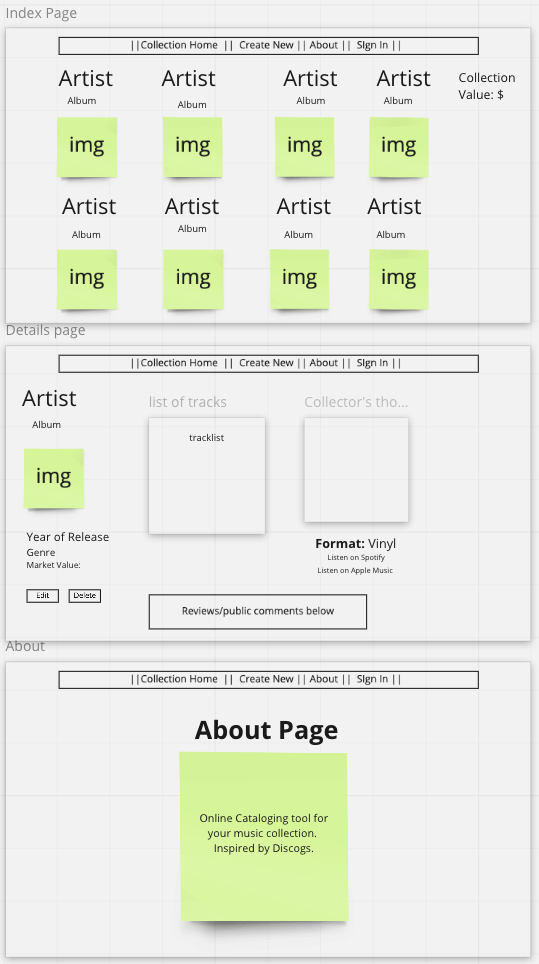 Index Page
||Collection Home || Create New || About || SIgn In ||
Artist Artist Artist Artist
Album Album Album Album
Collection
Value: $
img img img img
Artist Artist Artist Artist
Album Album Album Album
img img img img
Details page
||Collection Home || Create New || About || SIgn In ||
Artist
Album
img
Year of Release
Genre
Market Value:
Edit Delete
list of tracks
tracklist
Collector's tho...
Format: Vinyl
Listen on Spotify
Listen on Apple Music
Reviews/public comments below
About
||Collection Home || Create New || About || SIgn In ||
About Page
Online Cataloging tool for
your music collection.
Inspired by Discogs.